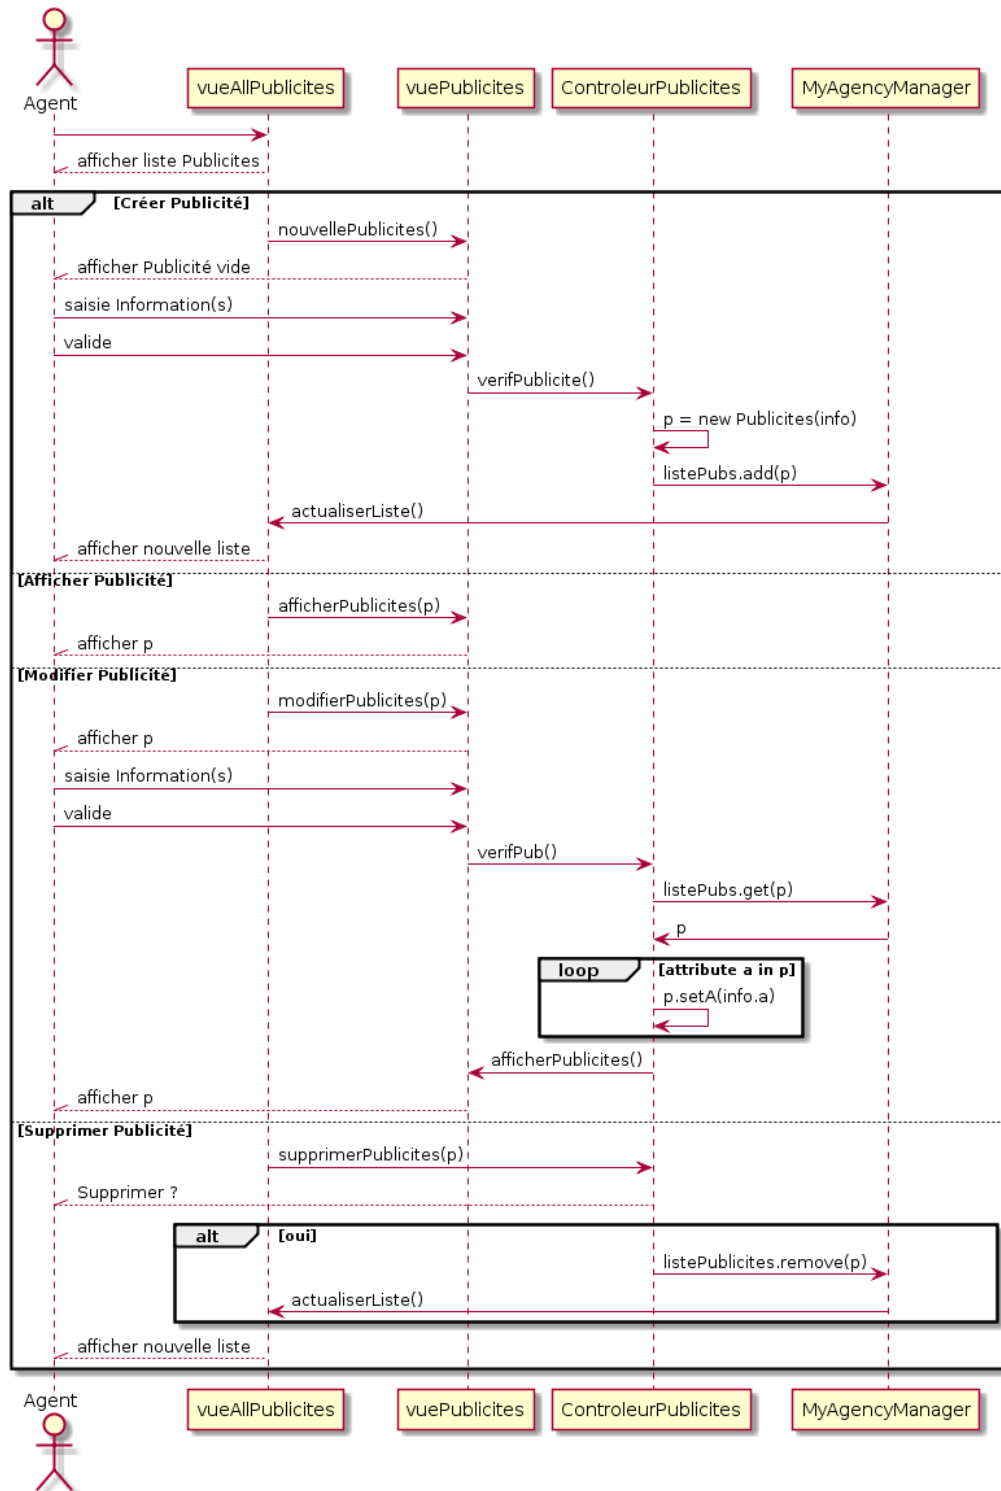 Agent
vueAllPublicites
vuePublicites
ControleurPublicites
MyAgencyManager
afficher liste Publicites
alt [Créer Publicité]
nouvellePublicites()
afficher Publicité vide
saisie Information(s)
valide
verifPublicite()
p = new Publicites(info)
listePubs.add(p)
actualiserListe()
afficher nouvelle liste
[Afficher Publicité]
afficherPublicites(p)
afficher p
[Modifier Publicité]
modifierPublicites(p)
afficher p
saisie Information(s)
valide
verifPub()
listePubs.get(p)
p
loop [attribute a in p]
p.setA(info.a)
afficherPublicites()
afficher p
[Supprimer Publicité]
supprimerPublicites(p)
Supprimer ?
alt [oui]
listePublicites.remove(p)
actualiserListe()
afficher nouvelle liste
Agent
vueAllPublicites
vuePublicites
ControleurPublicites
MyAgencyManager